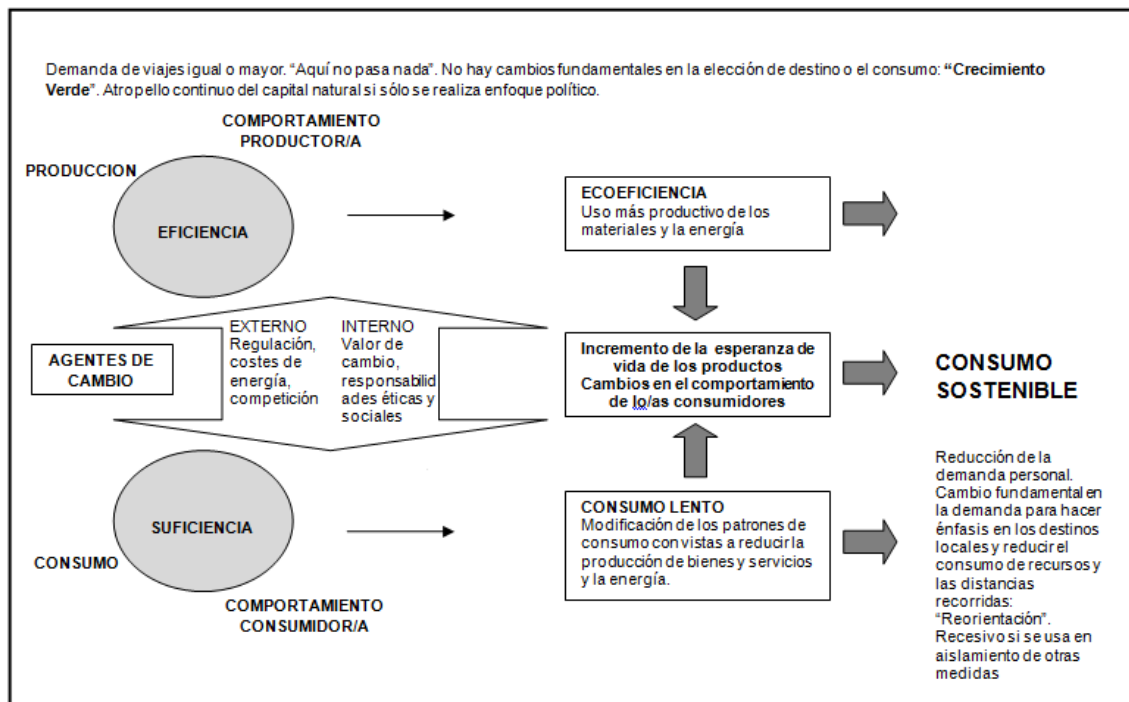 Demanda de viajes igual o mayor. “Aquí no pasa nada”. No hay cambios fundamentales en la elección de destino o el consumo: “Crecimiento
Verde”. Atropello continuo del capital natural si sólo se realiza enfoque político.
COMPORTAMIENTO
PRODUCTOR/A
PRODUCCION
EFICIENCIA
ECOEFICIENCIA
Uso más productivo de los
materiales y la energía
AGENTES DE
CAMBIO
EXTERNO
Regulación,
costes de
energía,
competición
INTERNO
Valor de
cambio,
responsabilid
ades éticas y
sociales
Incremento de la esperanza de
vida de los productos
Cambios en el comportamiento
de lo/as consumidores
CONSUMO
SOSTENIBLE
SUFICIENCIA
CONSUMO
COMPORTAMIENTO
CONSUMIDOR/A
CONSUMO LENTO
Modificación de los patrones de
consumo con vistas a reducir la
producción de bienes y servicios
y la energía.
Reducción de la
demanda personal.
Cambio fundamental en
la demanda para hacer
énfasis en los destinos
locales y reducir el
consumo de recursos y
las distancias
recorridas:
“Reorientación”.
Recesivo si se usa en
aislamiento de otras
medidas